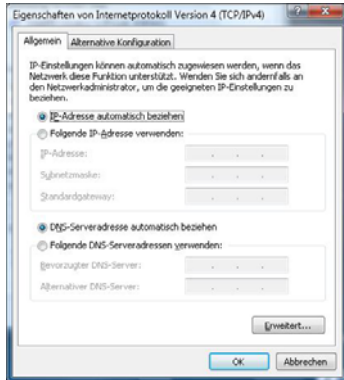 Eigenschaften von Internetprotokoll Version 4 (TCP/IPv4)
Allgemein Alternative Konfiguration
IP-Einstellungen können automatisch zugewiesen werden, wenn das
Netzwerk diese Funktion unterstützt. Wenden Sie sich andernfalls an
den Netzwerkadministrator, um die geeigneten IP-Einstellungen zu
beziehen.
IP-Adresse automatisch beziehen
Folgende IP-Adresse verwenden:
IP-Adresse:
Subnetzmaske:
Standardgateway:
DNS-Serveradresse automatisch beziehen
Folgende DNS-Serveradressen verwenden:
Bevorzugter DNS-Server:
Alternativer DNS-Server:
Erweitert...
OK Abbrechen